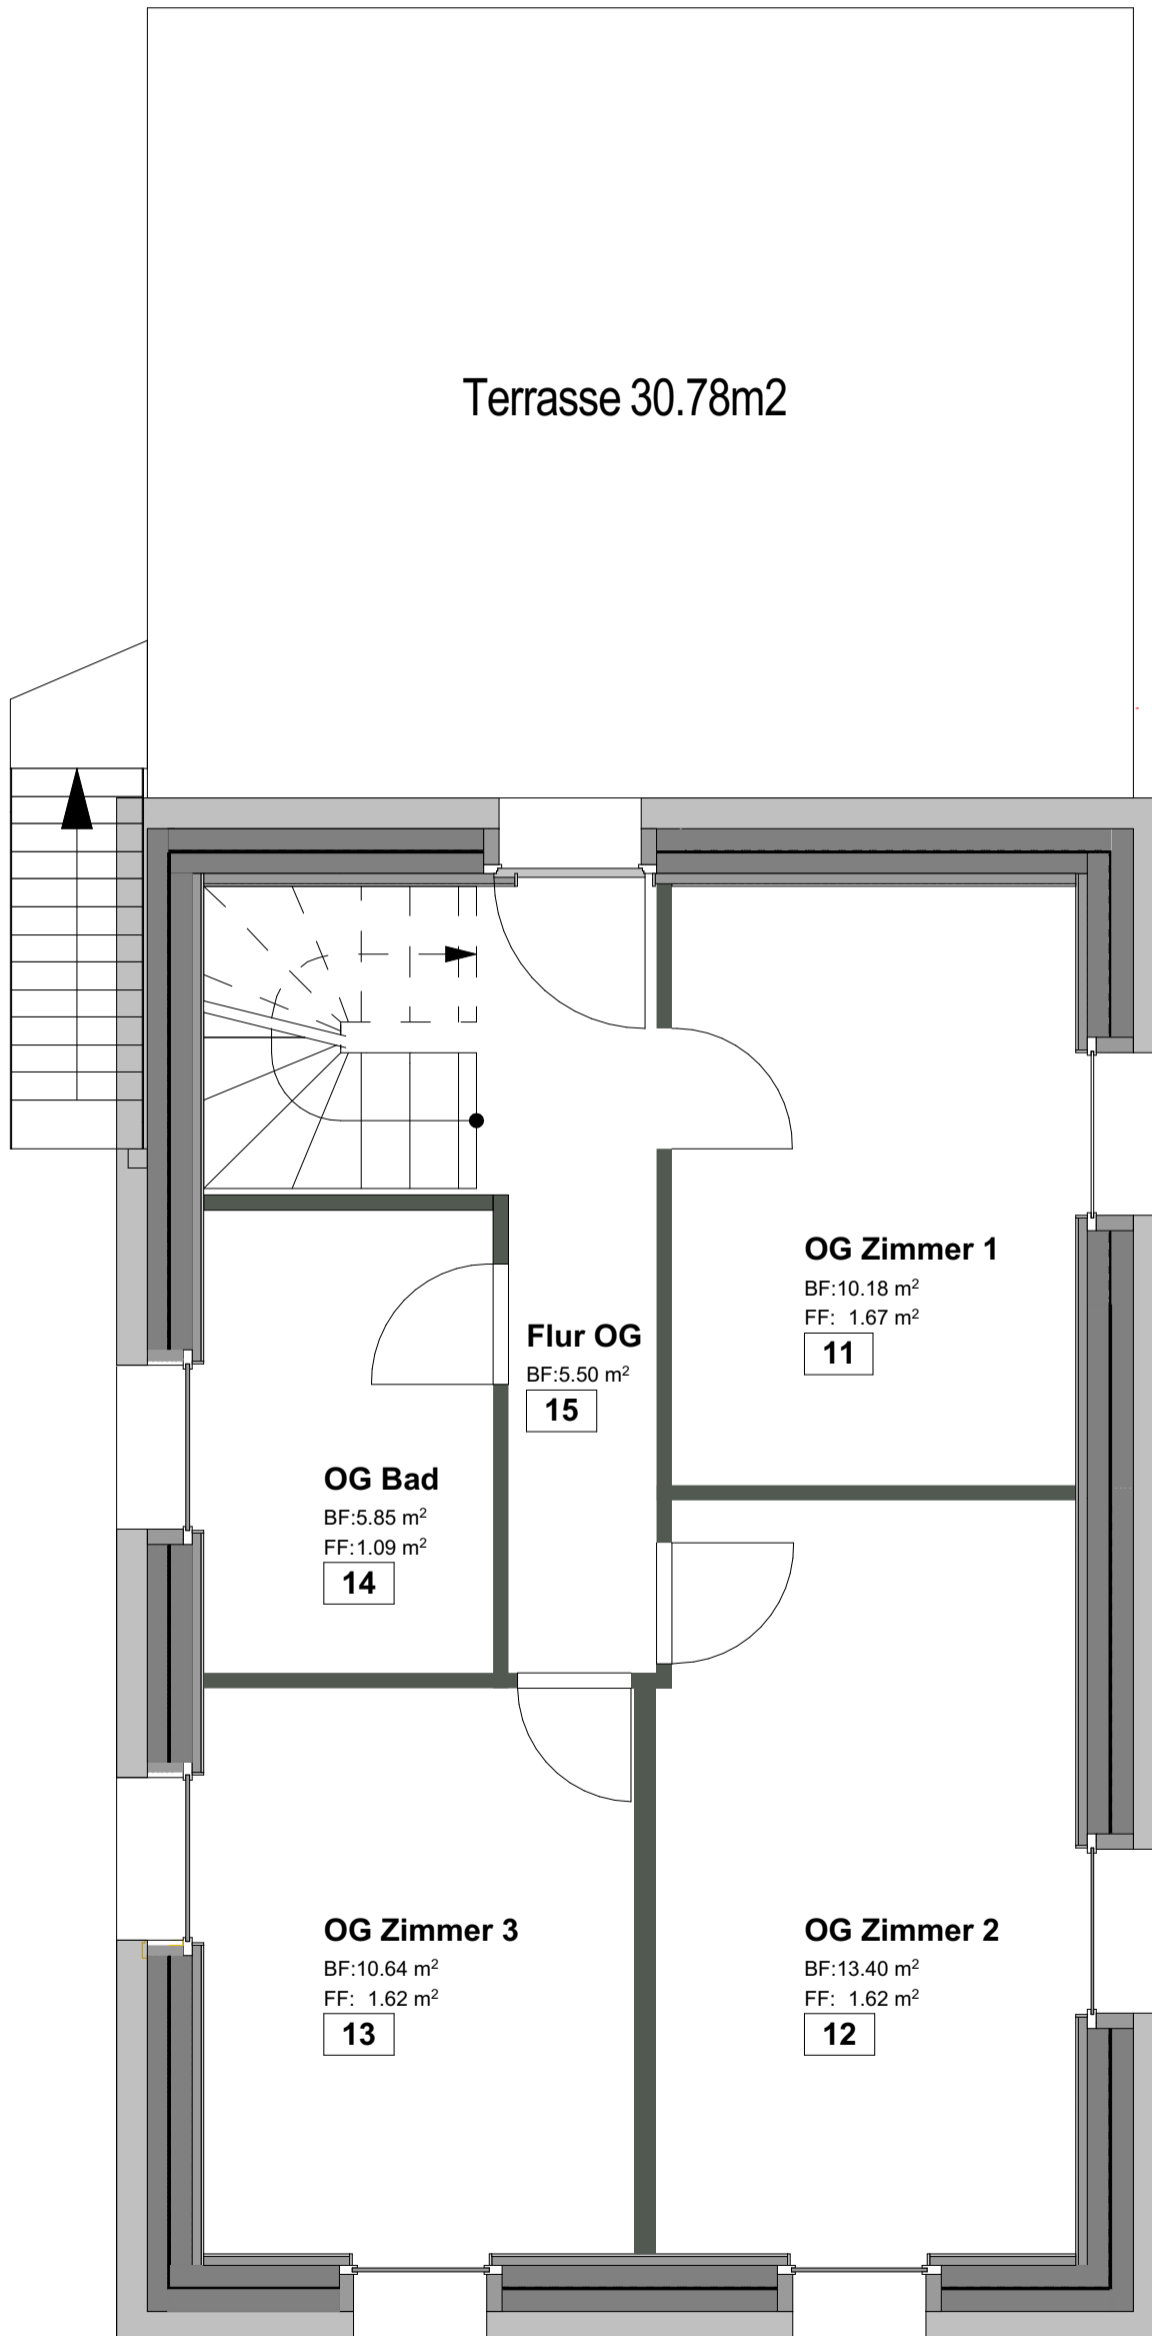 Terrasse 30.78m2
OG Zimmer 1
BF:10.18 m²
FF: 1.67 m²
11
Flur OG
BF:5.50 m²
15
OG Bad
BF:5.85 m²
FF:1.09 m²
14
OG Zimmer 3
BF:10.64 m²
FF: 1.62 m²
13
OG Zimmer 2
BF:13.40 m²
FF: 1.62 m²
12